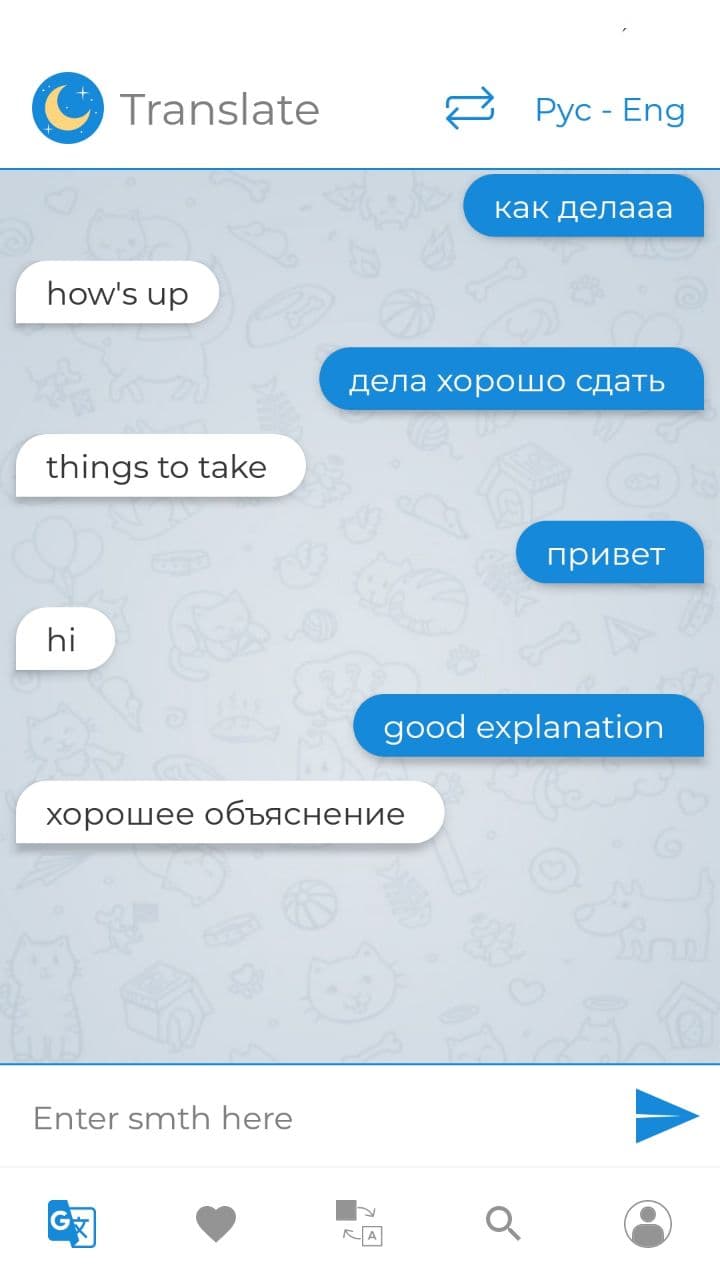 Translate
Рус - Eng
как делааа
how's up
дела хорошо сдать
things to take
привет
hi
good explanation
хорошее объяснение
Enter smth here
G 文
A